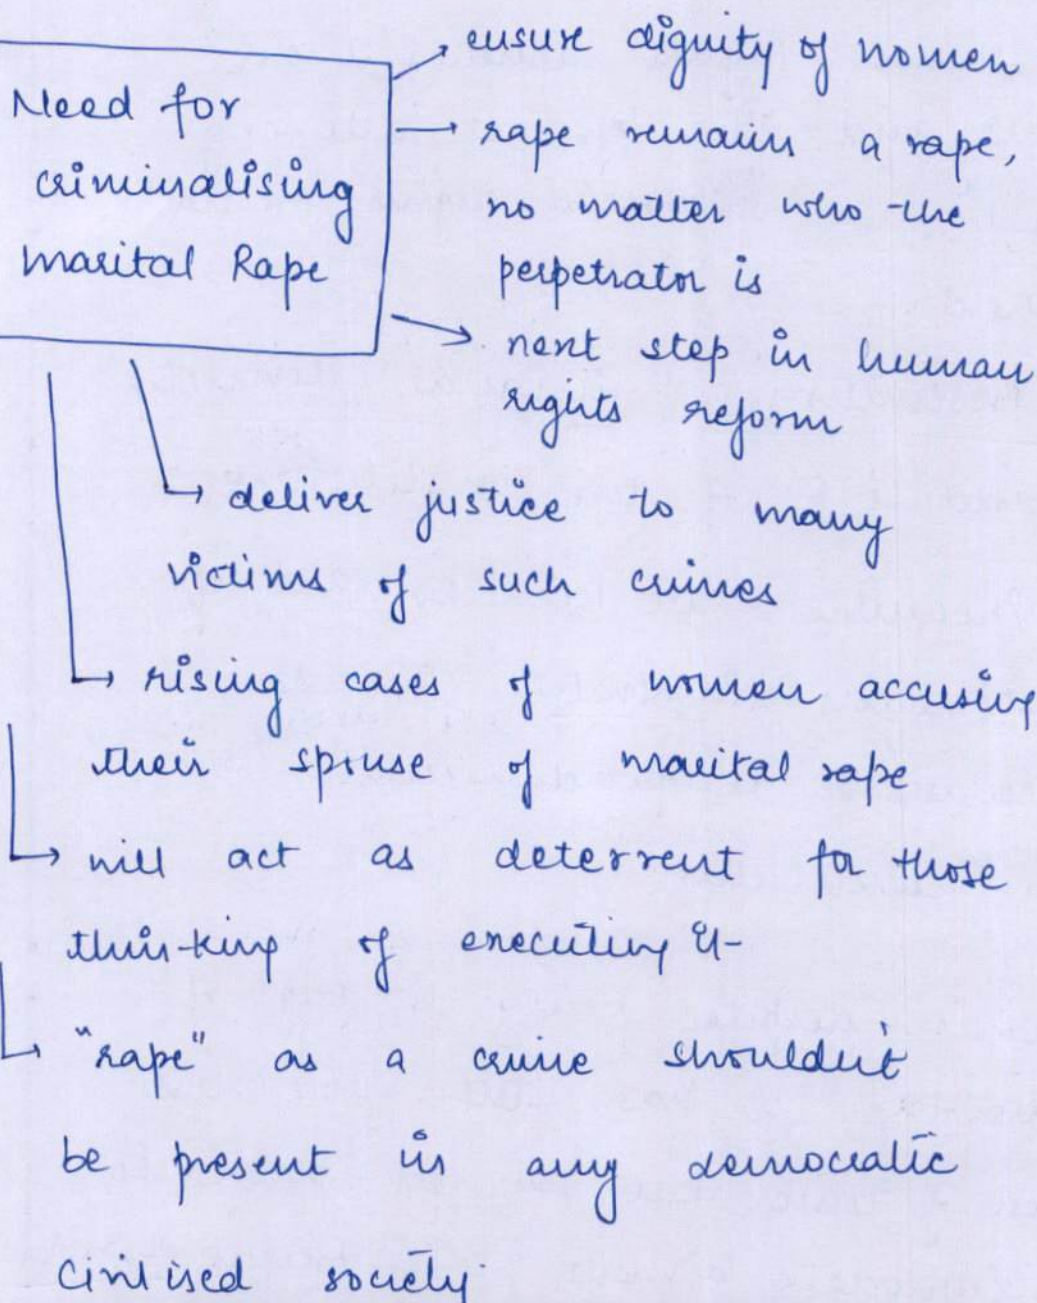 Need for
criminalising
Marital Rape
ensure dignity of women
rape remains a rape,
no matter who the
perpetrator is
next step in human
rights reform
deliver justice to many
victims of such crimes
rising cases of women accusing
their spouse of marital rape
will act as deterrent for those
thinking of executing it
"rape" as a crime shouldn't
be present in any democratic
civilised society.